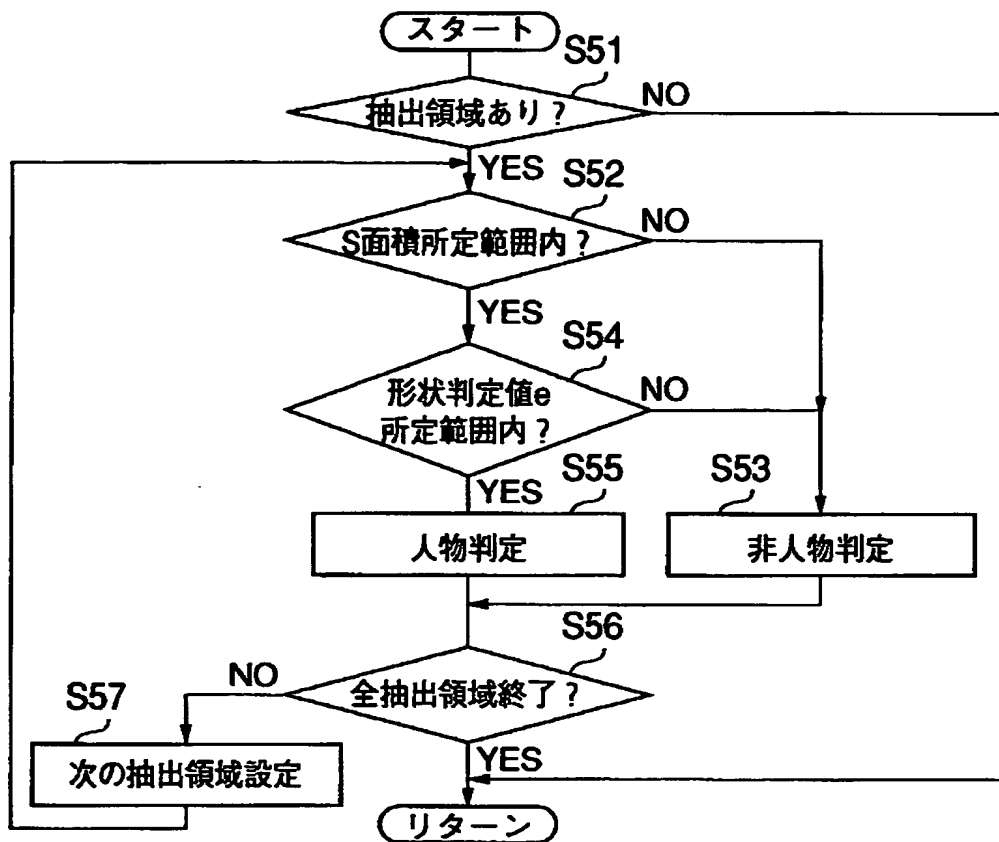 スタート
S51
抽出領域あり？
NO
YES
S52
S面積所定範囲内？
NO
YES
S54
形状判定値e
所定範囲内？
NO
YES
S55
人物判定
S53
非人物判定
S56
全抽出領域終了？
NO
S57
次の抽出領域設定
YES
リターン